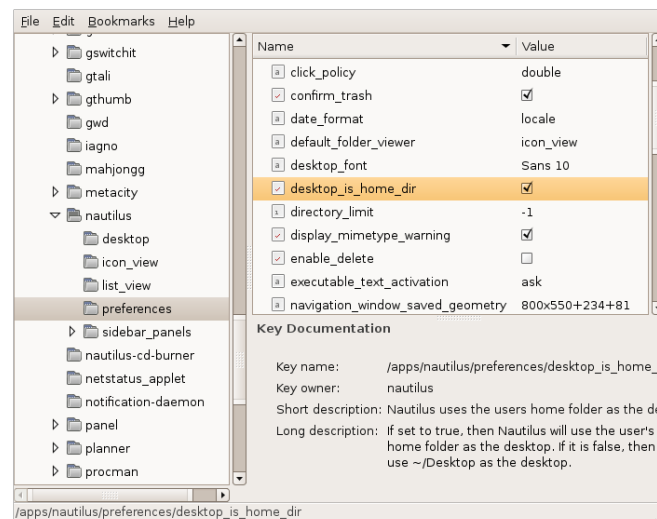 File Edit Bookmarks Help
gswitchit
gtali
gthumb
gwd
iagno
mahjongg
metacity
nautilus
desktop
icon_view
list_view
preferences
sidebar_panels
nautilus-cd-burner
netstatus_applet
notification-daemon
panel
planner
procman
Name Value
click_policy double
confirm_trash
date_format locale
default_folder_viewer icon_view
desktop_font Sans 10
desktop_is_home_dir
directory_limit -1
display_mimetype_warning
enable_delete
executable_text_activation ask
navigation_window_saved_geometry 800x550+234+81
Key Documentation
Key name: /apps/nautilus/preferences/desktop_is_home_
Key owner: nautilus
Short description: Nautilus uses the users home folder as the
Long description: If set to true, then Nautilus will use the user's
home folder as the desktop. If it is false, then
use ~/Desktop as the desktop.
/apps/nautilus/preferences/desktop_is_home_dir